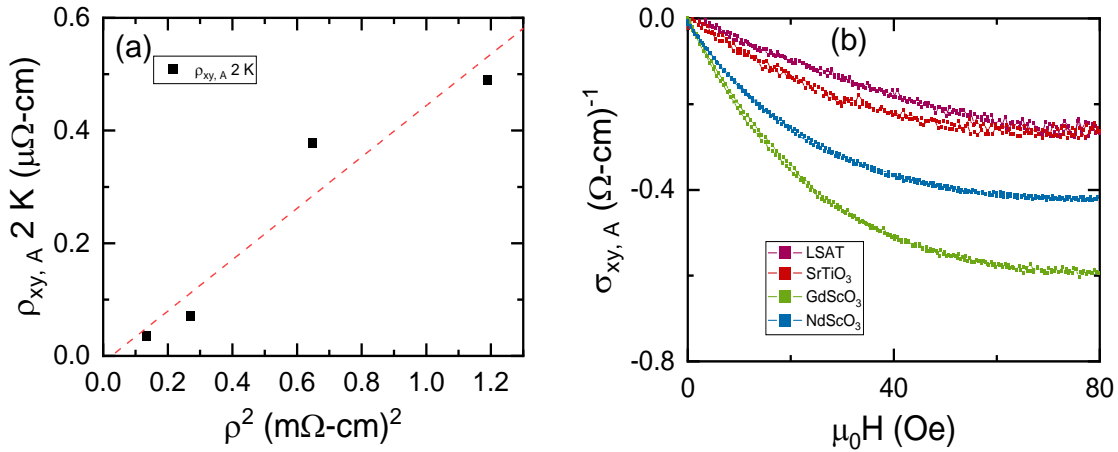 (a)
ρxy, A 2 K
0.6
0.4
0.2
0.0
ρxy, A 2 K (μΩ-cm)
0.0 0.2 0.4 0.6 0.8 1.0 1.2
ρ² (mΩ-cm)²
(b)
0.0
-0.4
-0.8
σxy, A (Ω-cm)⁻¹
LSAT
SrTiO₃
GdScO₃
NdScO₃
0 40 80
μ₀H (Oe)